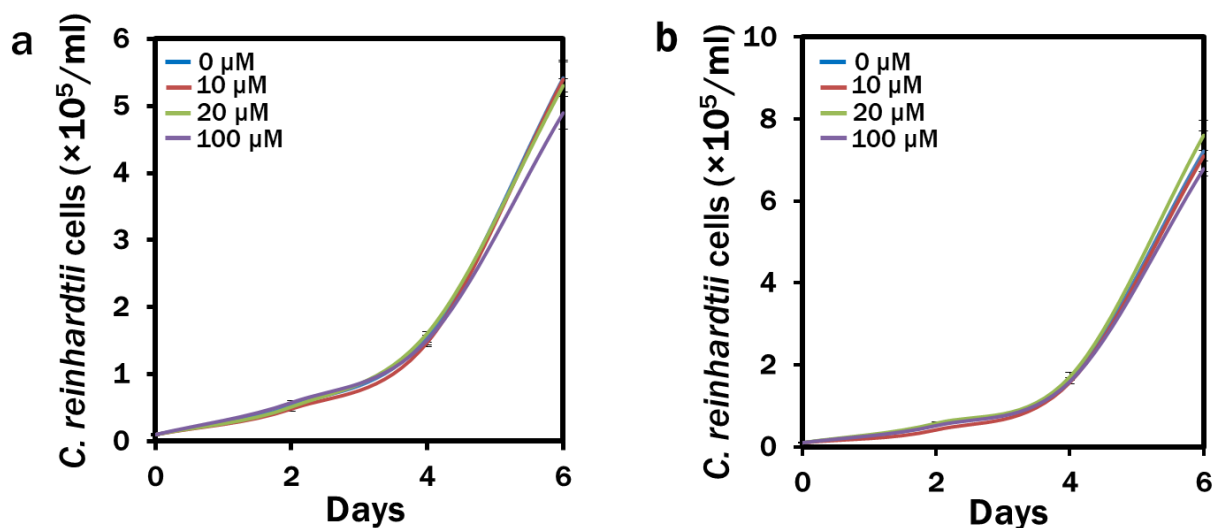 a
C. reinhardtii cells (×10⁵/ml)
6
5
4
3
2
1
0
0 μM
10 μM
20 μM
100 μM
0 2 4 6
Days
b
C. reinhardtii cells (×10⁵/ml)
10
8
6
4
2
0
0 μM
10 μM
20 μM
100 μM
0 2 4 6
Days